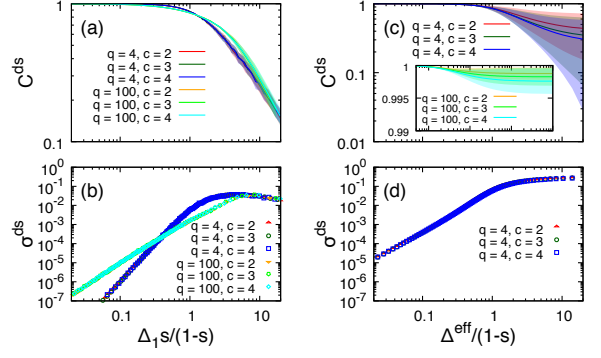 (a)
C^ds
1
0.1
q = 4, c = 2
q = 4, c = 3
q = 4, c = 4
q = 100, c = 2
q = 100, c = 3
q = 100, c = 4
(c)
C^ds
1
0.1
0.01
q = 4, c = 2
q = 4, c = 3
q = 4, c = 4
1
0.995
0.99
q = 100, c = 2
q = 100, c = 3
q = 100, c = 4
(b)
σ^ds
10^0
10^-1
10^-2
10^-3
10^-4
10^-5
10^-6
10^-7
q = 4, c = 2
q = 4, c = 3
q = 4, c = 4
q = 100, c = 2
q = 100, c = 3
q = 100, c = 4
0.1 1 10
Δ₁s/(1-s)
(d)
σ^ds
10^0
10^-1
10^-2
10^-3
10^-4
10^-5
10^-6
10^-7
q = 4, c = 2
q = 4, c = 3
q = 4, c = 4
0.1 1 10
Δ^eff/(1-s)